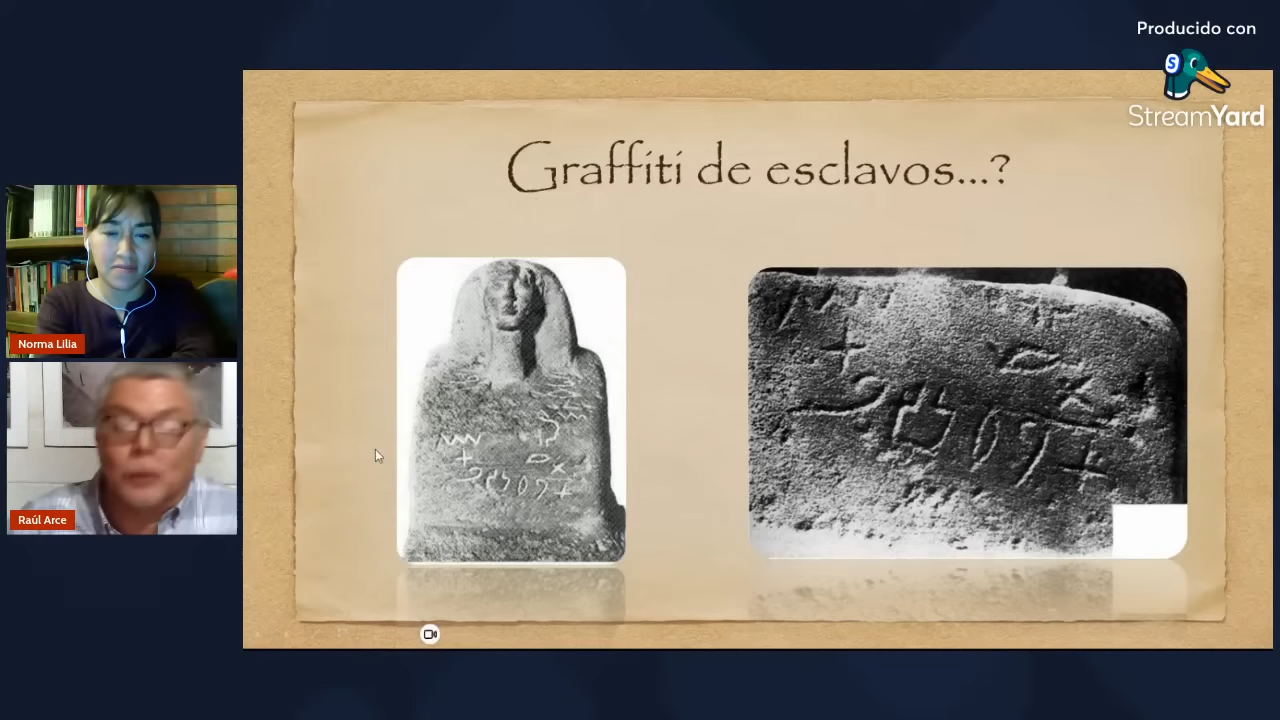 Producido con
StreamYard
Graffiti de esclavos...?
Norma Lilia
Raúl Arce